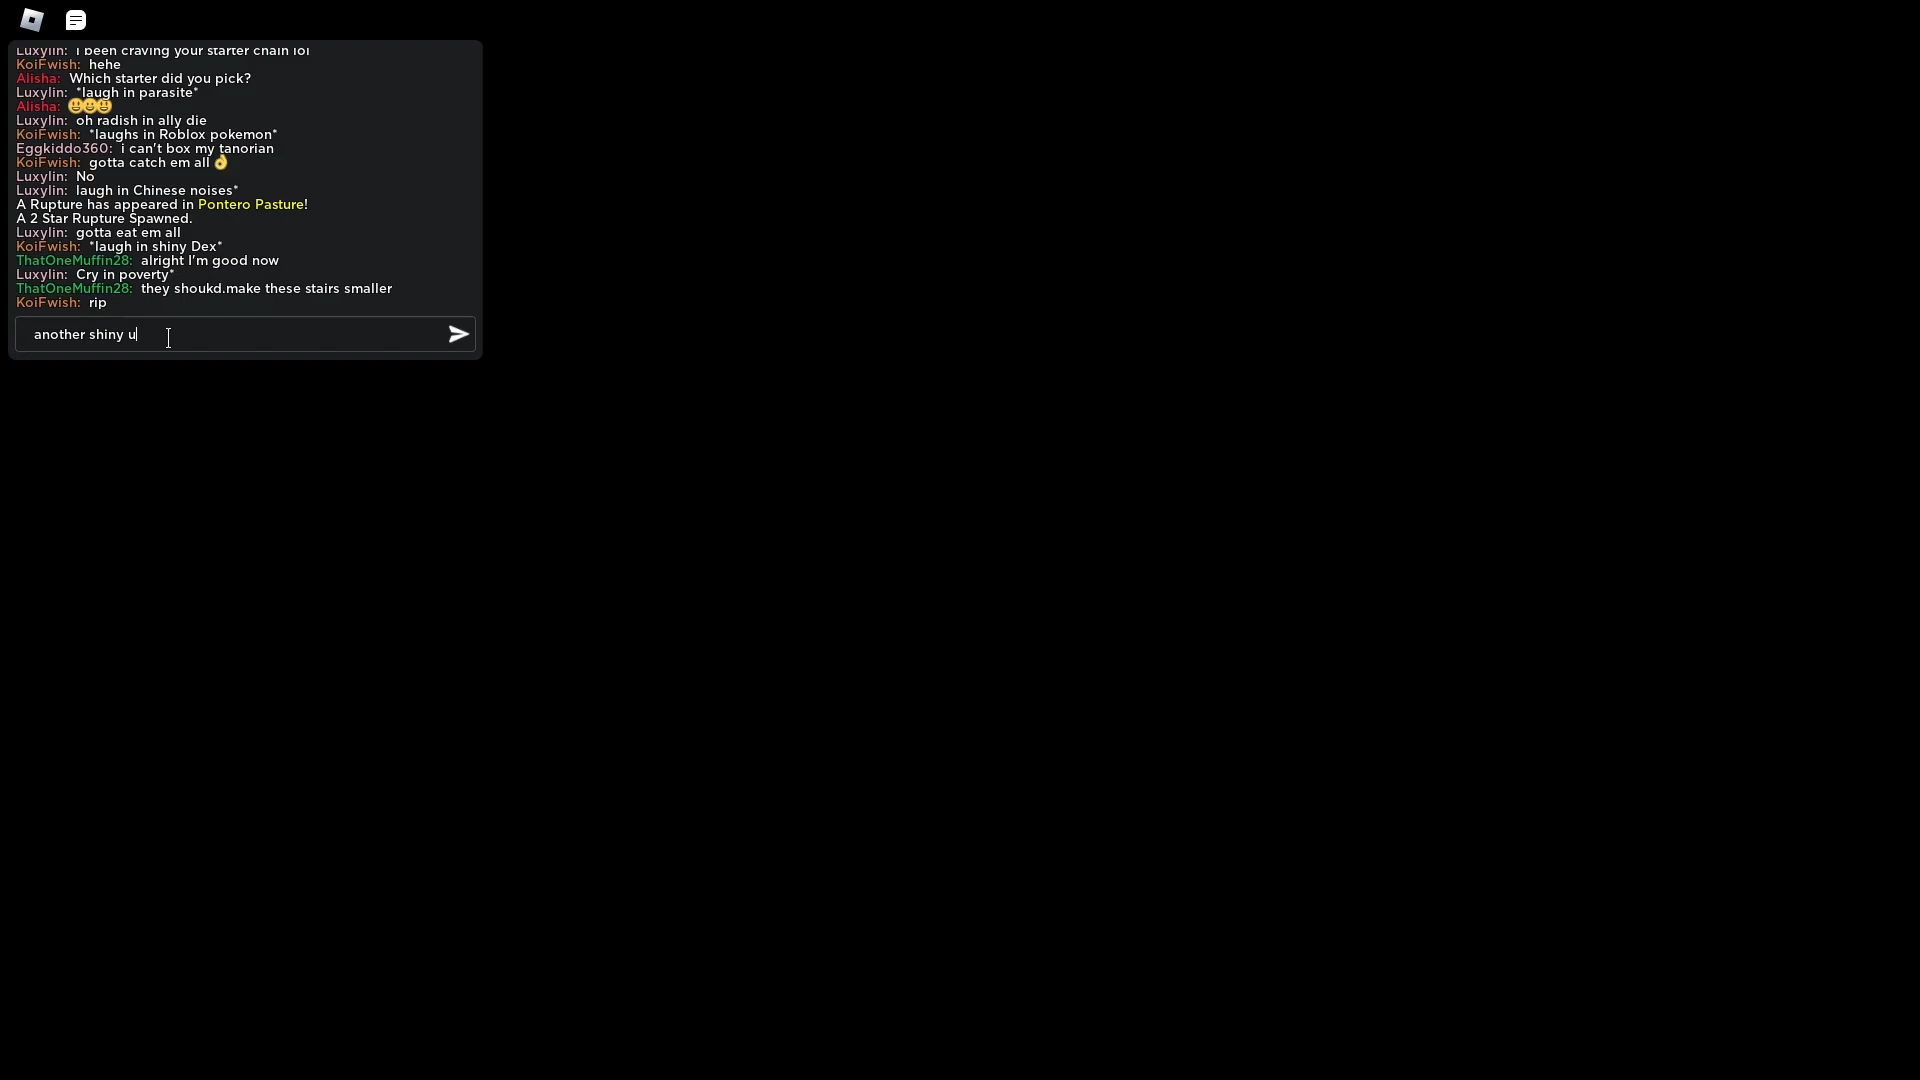 Luxylin: i been craving your starter chain lol
KoiFwish: hehe
Alisha: Which starter did you pick?
Luxylin: *laugh in parasite*
Alisha: 😃😃😃
Luxylin: oh radish in ally die
KoiFwish: *laughs in Roblox pokemon*
Eggkiddo360: i can't box my tanorian
KoiFwish: gotta catch em all 👌
Luxylin: No
Luxylin: laugh in Chinese noises*
A Rupture has appeared in Pontero Pasture!
A 2 Star Rupture Spawned.
Luxylin: gotta eat em all
KoiFwish: *laugh in shiny Dex*
ThatOneMuffin28: alright I'm good now
Luxylin: Cry in poverty*
ThatOneMuffin28: they shoukd.make these stairs smaller
KoiFwish: rip
another shiny u